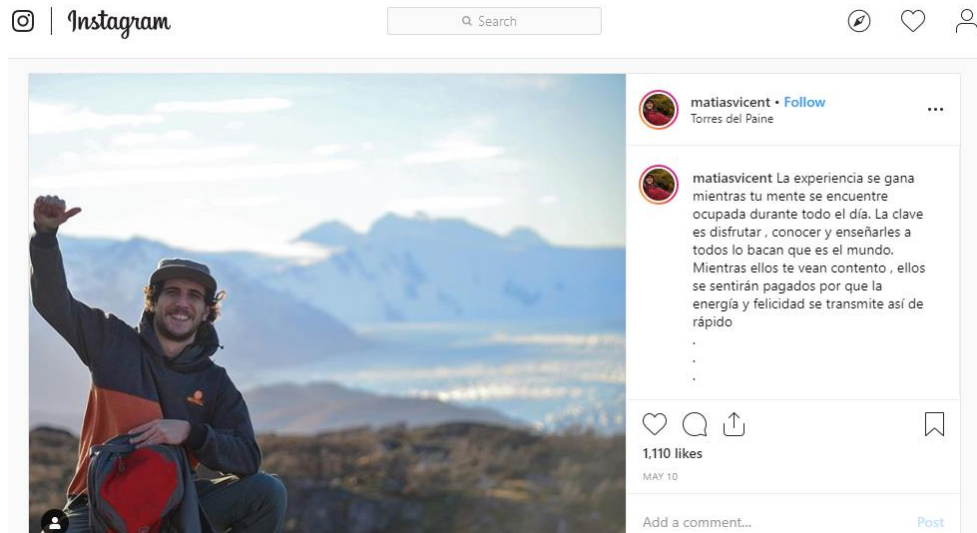 Instagram
Search
matiasvicent • Follow
Torres del Paine
matiasvicent La experiencia se gana
mientras tu mente se encuentre
ocupada durante todo el día. La clave
es disfrutar , conocer y enseñarles a
todos lo bacan que es el mundo.
Mientras ellos te vean contento , ellos
se sentirán pagados por que la
energía y felicidad se transmite así de
rápido
.
.
.
1,110 likes
MAY 10
Add a comment...
Post